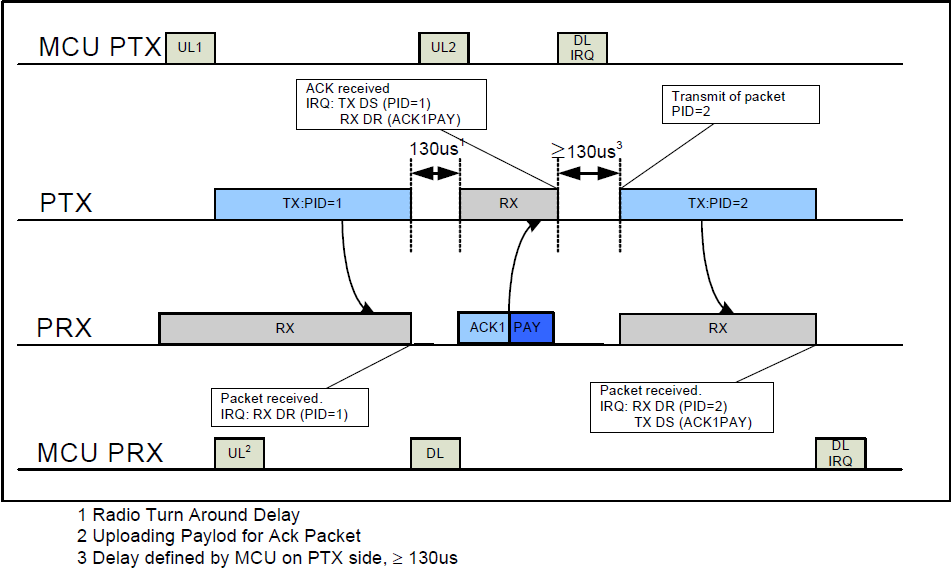 MCU PTX
UL1
UL2
DL
IRQ
ACK received
IRQ: TX DS (PID=1)
RX DR (ACK1PAY)
Transmit of packet
PID=2
130us1
≥130us3
PTX
TX:PID=1
RX
TX:PID=2
PRX
RX
ACK1
PAY
RX
Packet received.
IRQ: RX DR (PID=1)
Packet received.
IRQ: RX DR (PID=2)
TX DS (ACK1PAY)
MCU PRX
UL2
DL
DL
IRQ
1 Radio Turn Around Delay
2 Uploading Paylod for Ack Packet
3 Delay defined by MCU on PTX side, ≥ 130us